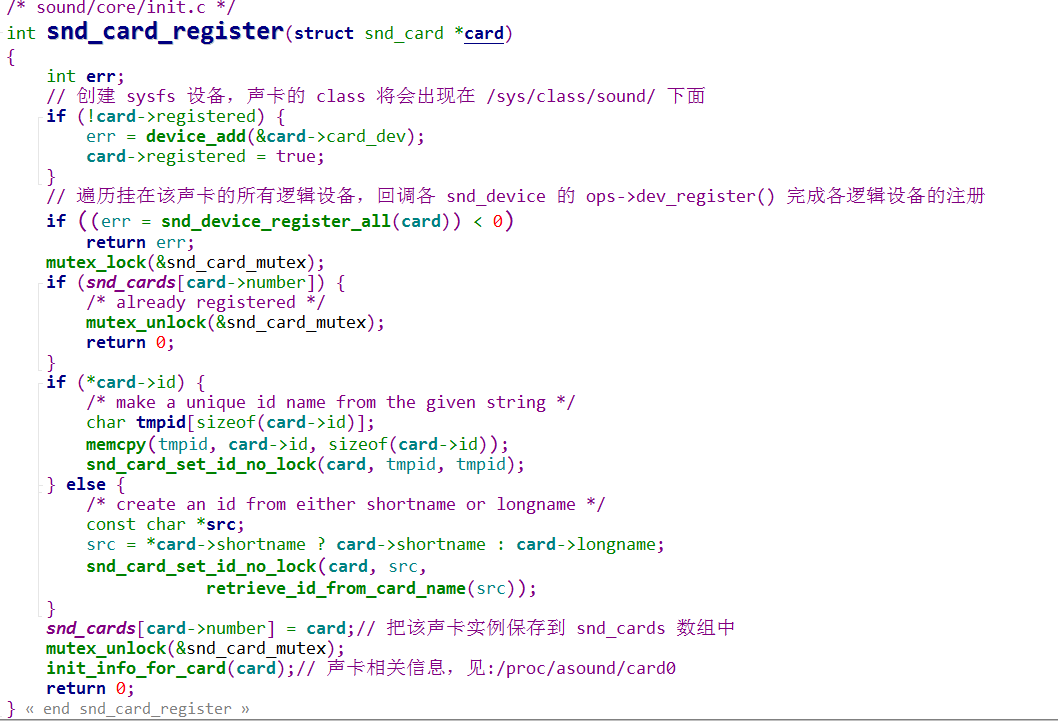 /* sound/core/init.c */
int snd_card_register(struct snd_card *card)
{
    int err;
    // 创建 sysfs 设备，声卡的 class 将会出现在 /sys/class/sound/ 下面
    if (!card->registered) {
        err = device_add(&card->card_dev);
        card->registered = true;
    }
    // 遍历挂在该声卡的所有逻辑设备，回调各 snd_device 的 ops->dev_register() 完成各逻辑设备的注册
    if ((err = snd_device_register_all(card)) < 0)
        return err;
    mutex_lock(&snd_card_mutex);
    if (snd_cards[card->number]) {
        /* already registered */
        mutex_unlock(&snd_card_mutex);
        return 0;
    }
    if (*card->id) {
        /* make a unique id name from the given string */
        char tmpid[sizeof(card->id)];
        memcpy(tmpid, card->id, sizeof(card->id));
        snd_card_set_id_no_lock(card, tmpid, tmpid);
    } else {
        /* create an id from either shortname or longname */
        const char *src;
        src = *card->shortname ? card->shortname : card->longname;
        snd_card_set_id_no_lock(card, src,
                    retrieve_id_from_card_name(src));
    }
    snd_cards[card->number] = card;// 把该声卡实例保存到 snd_cards 数组中
    mutex_unlock(&snd_card_mutex);
    init_info_for_card(card);// 声卡相关信息，见:/proc/asound/card0
    return 0;
} « end snd_card_register »